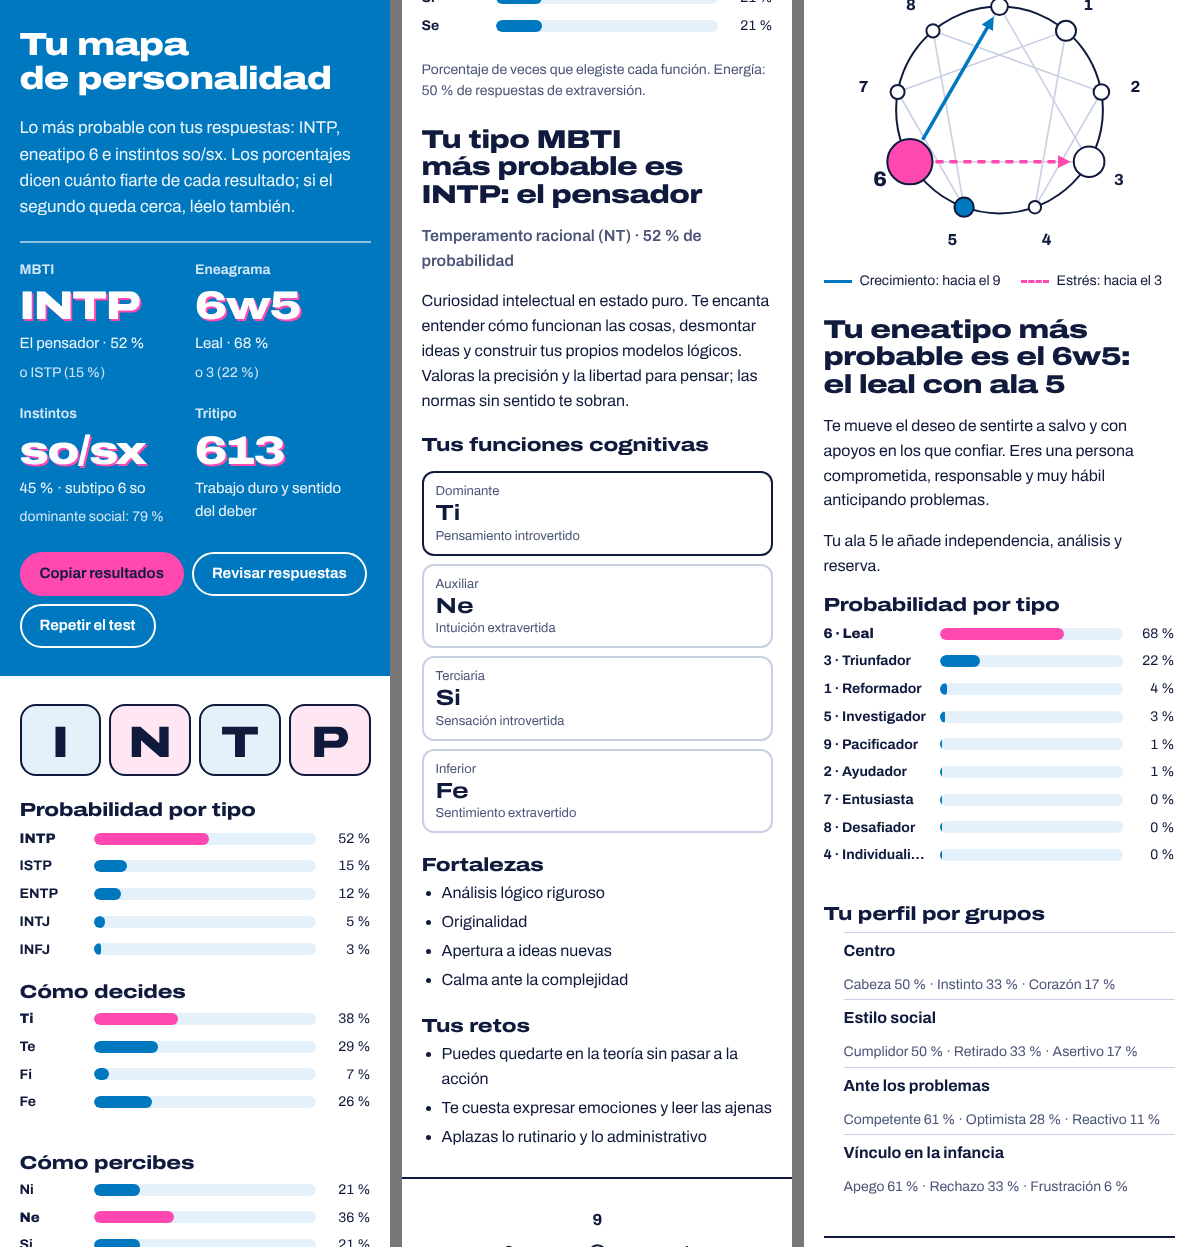 Tu mapa
de personalidad
Lo más probable con tus respuestas: INTP,
eneatipo 6 e instintos so/sx. Los porcentajes
dicen cuánto fiarte de cada resultado; si el
segundo queda cerca, léelo también.
MBTI
INTP
El pensador · 52 %
o ISTP (15 %)
Eneagrama
6w5
Leal · 68 %
o 3 (22 %)
Instintos
so/sx
45 % · subtipo 6 so
dominante social: 79 %
Tritipo
613
Trabajo duro y sentido
del deber
Copiar resultados
Revisar respuestas
Repetir el test
I N T P
Probabilidad por tipo
INTP 52 %
ISTP 15 %
ENTP 12 %
INTJ 5 %
INFJ 3 %
Cómo decides
Ti 38 %
Te 29 %
Fi 7 %
Fe 26 %
Cómo percibes
Ni 21 %
Ne 36 %
Si 21 %
Si 21 %
Se 21 %
Porcentaje de veces que elegiste cada función. Energía:
50 % de respuestas de extraversión.
Tu tipo MBTI
más probable es
INTP: el pensador
Temperamento racional (NT) · 52 % de
probabilidad
Curiosidad intelectual en estado puro. Te encanta
entender cómo funcionan las cosas, desmontar
ideas y construir tus propios modelos lógicos.
Valoras la precisión y la libertad para pensar; las
normas sin sentido te sobran.
Tus funciones cognitivas
Dominante
Ti
Pensamiento introvertido
Auxiliar
Ne
Intuición extravertida
Terciaria
Si
Sensación introvertida
Inferior
Fe
Sentimiento extravertido
Fortalezas
• Análisis lógico riguroso
• Originalidad
• Apertura a ideas nuevas
• Calma ante la complejidad
Tus retos
• Puedes quedarte en la teoría sin pasar a la
acción
• Te cuesta expresar emociones y leer las ajenas
• Aplazas lo rutinario y lo administrativo
9
8
1
7
2
6
3
5
4
Crecimiento: hacia el 9
Estrés: hacia el 3
Tu eneatipo más
probable es el 6w5:
el leal con ala 5
Te mueve el deseo de sentirte a salvo y con
apoyos en los que confiar. Eres una persona
comprometida, responsable y muy hábil
anticipando problemas.
Tu ala 5 le añade independencia, análisis y
reserva.
Probabilidad por tipo
6 · Leal 68 %
3 · Triunfador 22 %
1 · Reformador 4 %
5 · Investigador 3 %
9 · Pacificador 1 %
2 · Ayudador 1 %
7 · Entusiasta 0 %
8 · Desafiador 0 %
4 · Individuali... 0 %
Tu perfil por grupos
Centro
Cabeza 50 % · Instinto 33 % · Corazón 17 %
Estilo social
Cumplidor 50 % · Retirado 33 % · Asertivo 17 %
Ante los problemas
Competente 61 % · Optimista 28 % · Reactivo 11 %
Vínculo en la infancia
Apego 61 % · Rechazo 33 % · Frustración 6 %